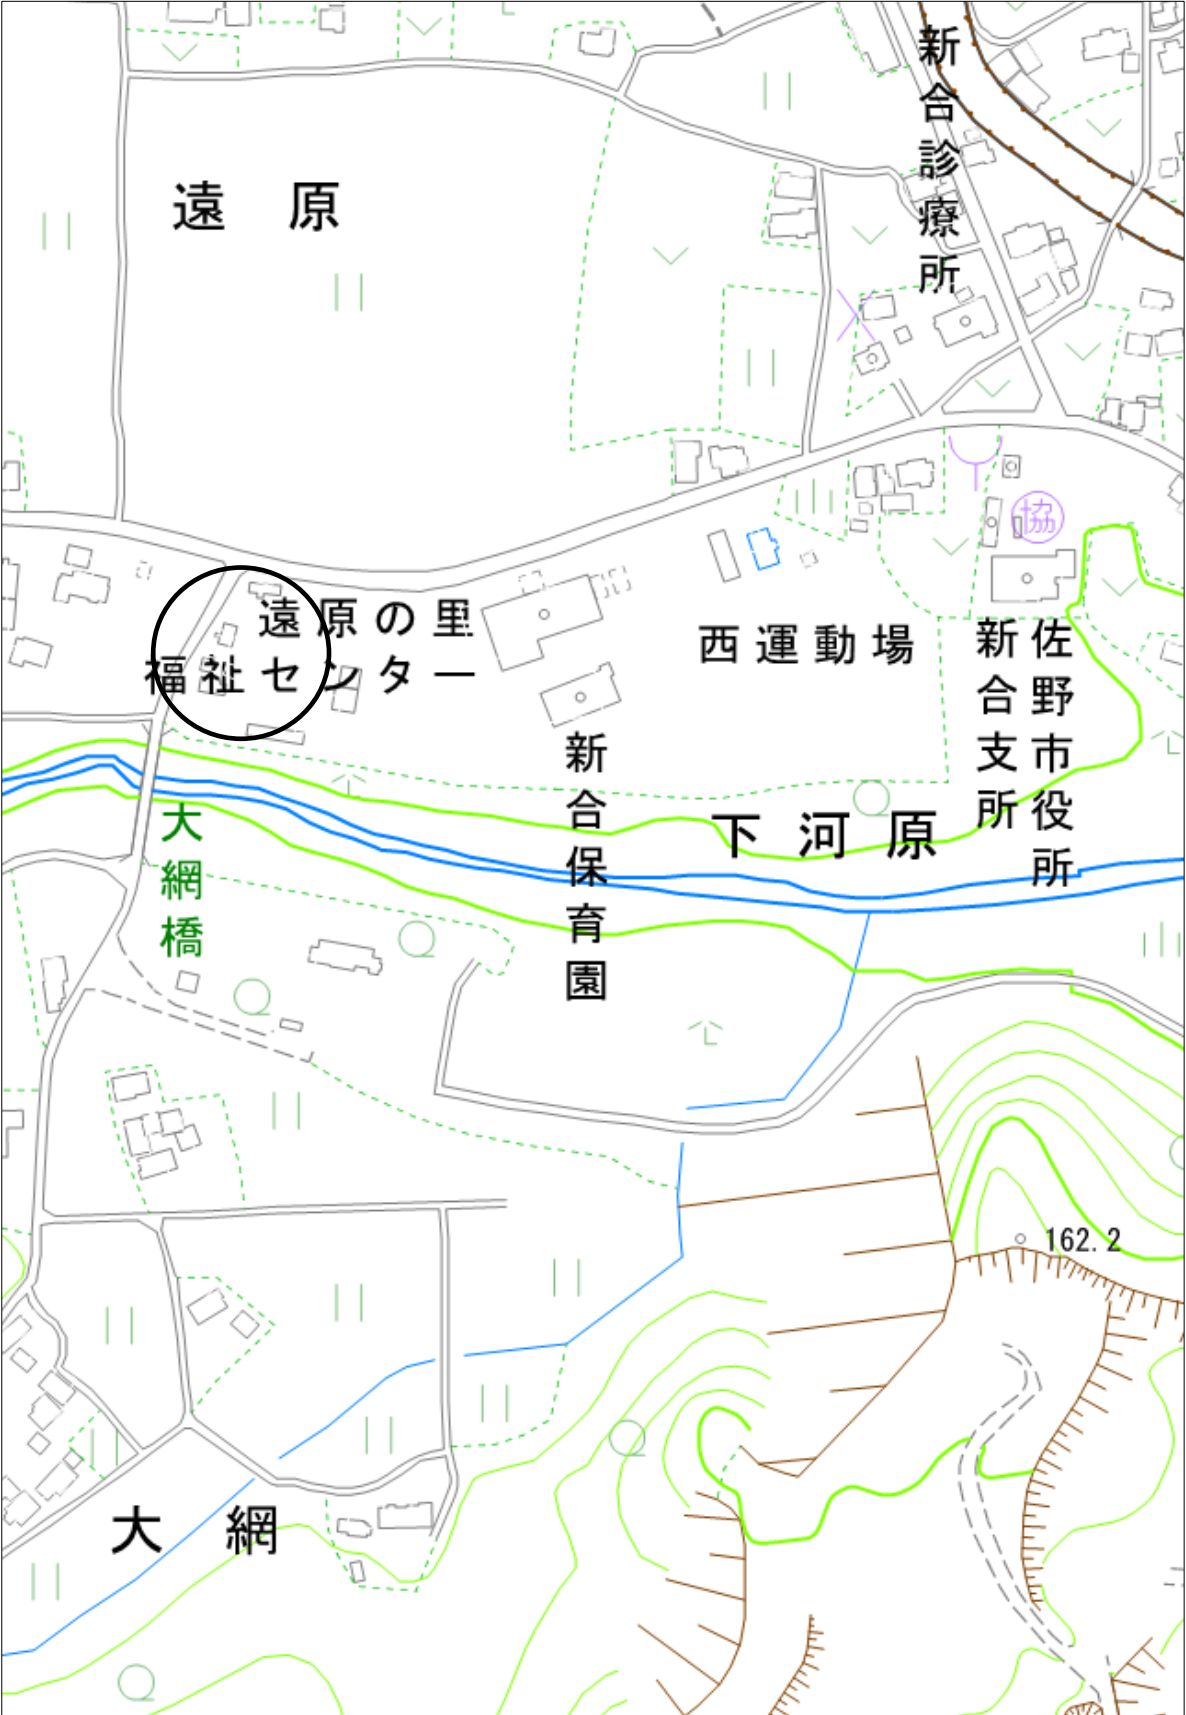 新合診療所
遠原
協
遠原の里
福祉センター
西運動場
佐野市役所
新合支所
新合保育園
下河原
大網橋
162.2
大網